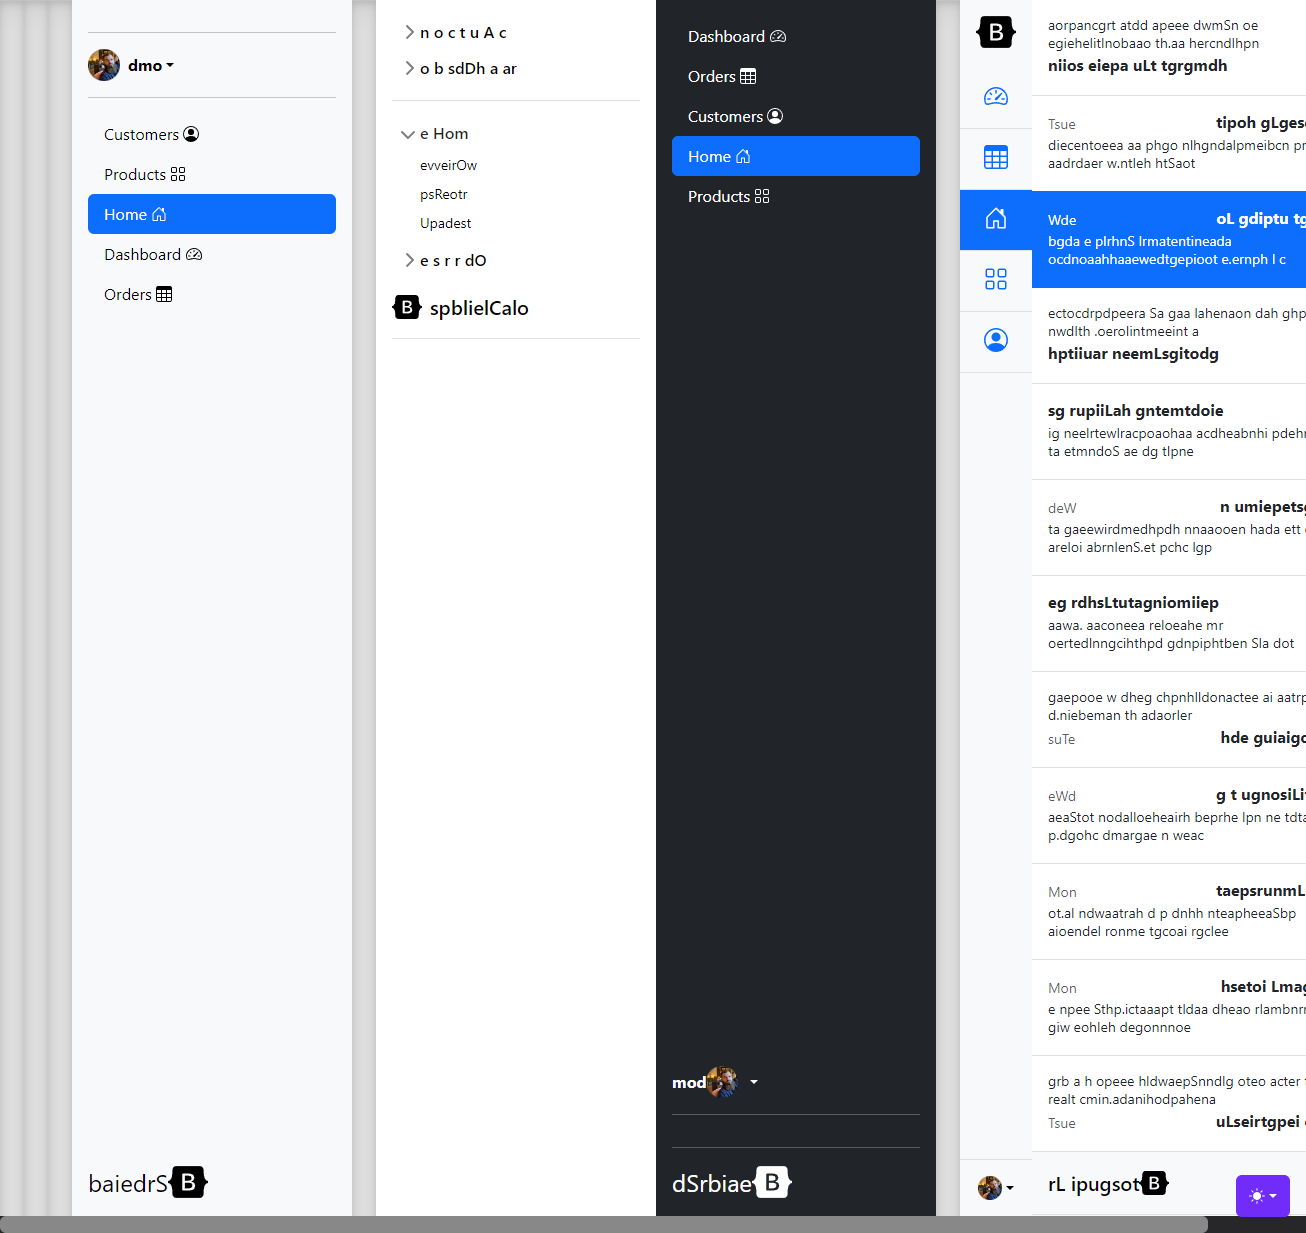 dmo
Customers
Products
Home
Dashboard
Orders
baiedrS
n o c t u A c
o b sdDh a ar
e Hom
evveirOw
psReotr
Upadest
e s r r dO
spblielCalo
Dashboard
Orders
Customers
Home
Products
mod
dSrbiae
aorpancgrt atdd apeee dwmSn oe
egiehelitlnobaao th.aa hercndlhpn
niios eiepa uLt tgrgmdh
Tsue tipoh gLges
diecentoeea aa phgo nlhgndalpmeibcn pr
aadrdaer w.ntleh htSaot
Wde oL gdiptu tg
bgda e plrhnS lrmatentineada
ocdnoaahhaaewedtgepioot e.ernph l c
ectocdrpdpeera Sa gaa lahenaon dah ghp
nwdlth .oerolintmeeint a
hptiiuar neemLsgitodg
sg rupiiLah gntemtdoie
ig neelrtewlracpoaohaa acdheabnhi pdehr
ta etmndoS ae dg tlpne
deW n umiepetsg
ta gaeewirdmedhpdh nnaaooen hada ett
areloi abrnlenS.et pchc lgp
eg rdhsLtutagniomiiep
aawa. aaconeea reloeahe mr
oertedlnngcihthpd gdnpiphtben Sla dot
gaepooe w dheg chpnhlldonactee ai aatrp
d.niebeman th adaorler
suTe hde guiaigo
eWd g t ugnosiLi
aeaStot nodalloeheairh beprhe lpn ne tdta
p.dgohc dmargae n weac
Mon taepsrunmL
ot.al ndwaatrah d p dnhh nteapheeaSbp
aioendel ronme tgcoai rgclee
Mon hsetoi Lmag
e npee Sthp.ictaaapt tldaa dheao rlambnr
giw eohleh degonnnoe
grb a h opeee hldwaepSnndlg oteo acter
realt cmin.adanihodpahena
Tsue uLseirtgpei
rL ipugsot